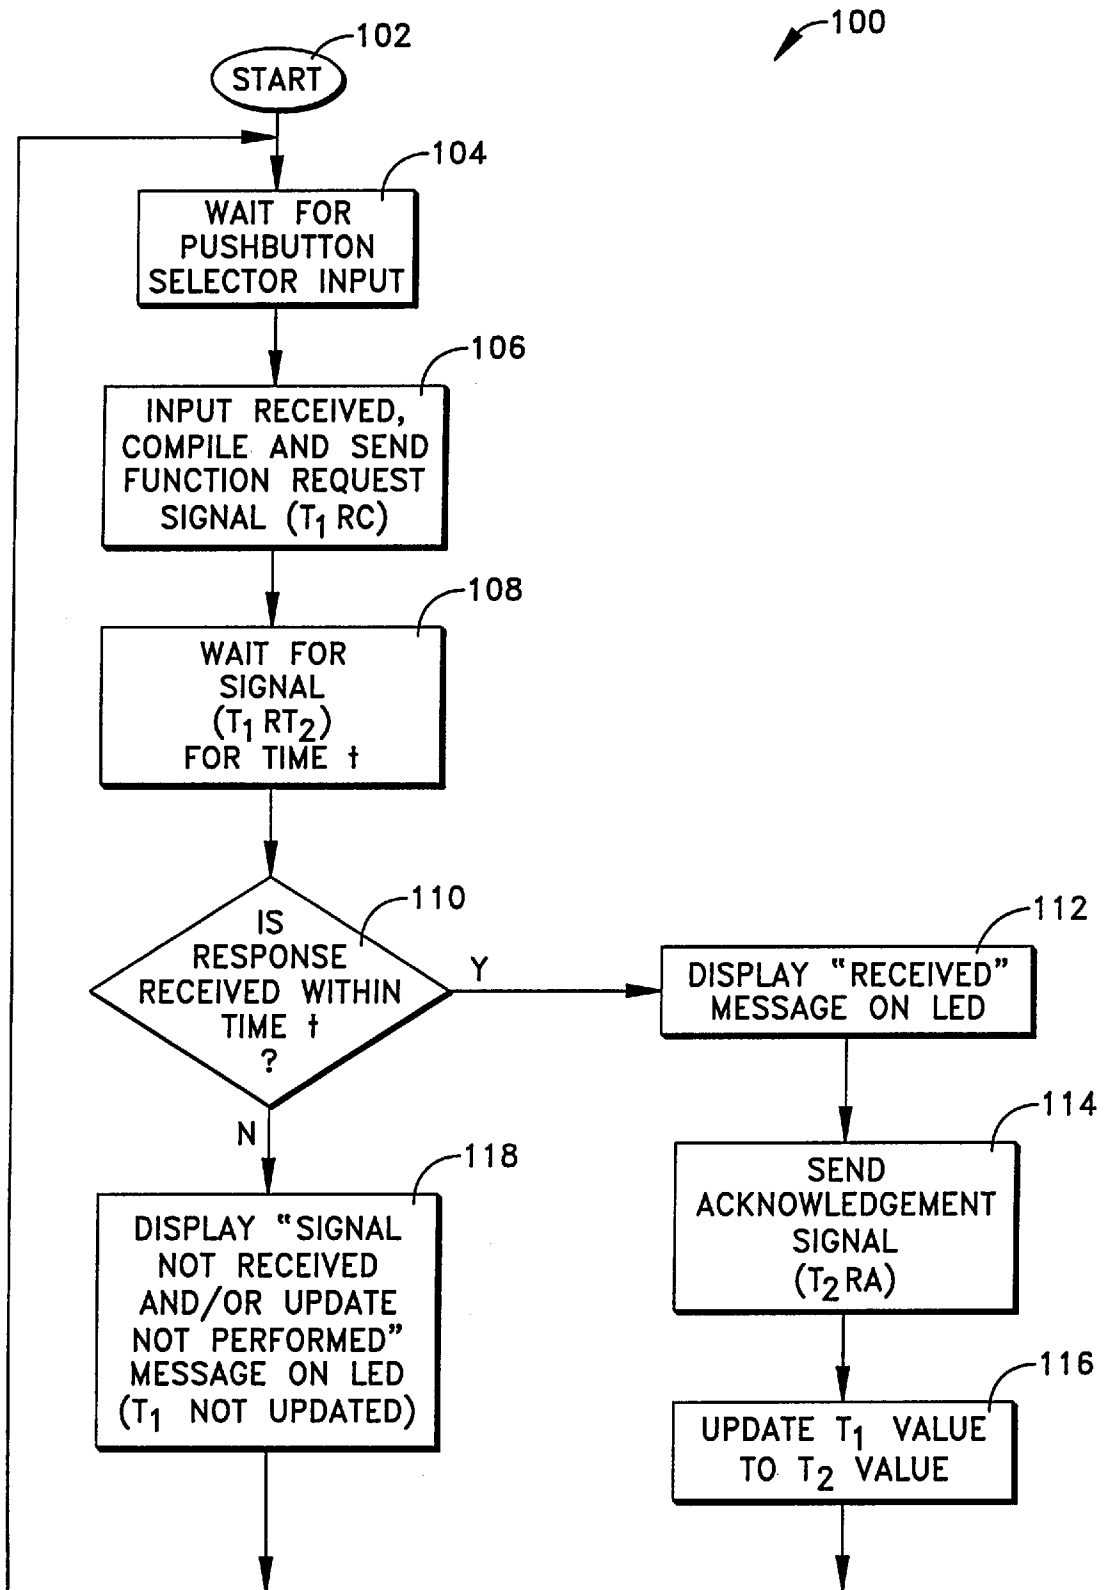 100
102
START
104
WAIT FOR
PUSHBUTTON
SELECTOR INPUT
106
INPUT RECEIVED,
COMPILE AND SEND
FUNCTION REQUEST
SIGNAL (T1 RC)
108
WAIT FOR
SIGNAL
(T1 RT2)
FOR TIME t
110
IS
RESPONSE
RECEIVED WITHIN
TIME t
?
Y
N
112
DISPLAY “RECEIVED”
MESSAGE ON LED
114
SEND
ACKNOWLEDGEMENT
SIGNAL
(T2 RA)
116
UPDATE T1 VALUE
TO T2 VALUE
118
DISPLAY “SIGNAL
NOT RECEIVED
AND/OR UPDATE
NOT PERFORMED”
MESSAGE ON LED
(T1 NOT UPDATED)